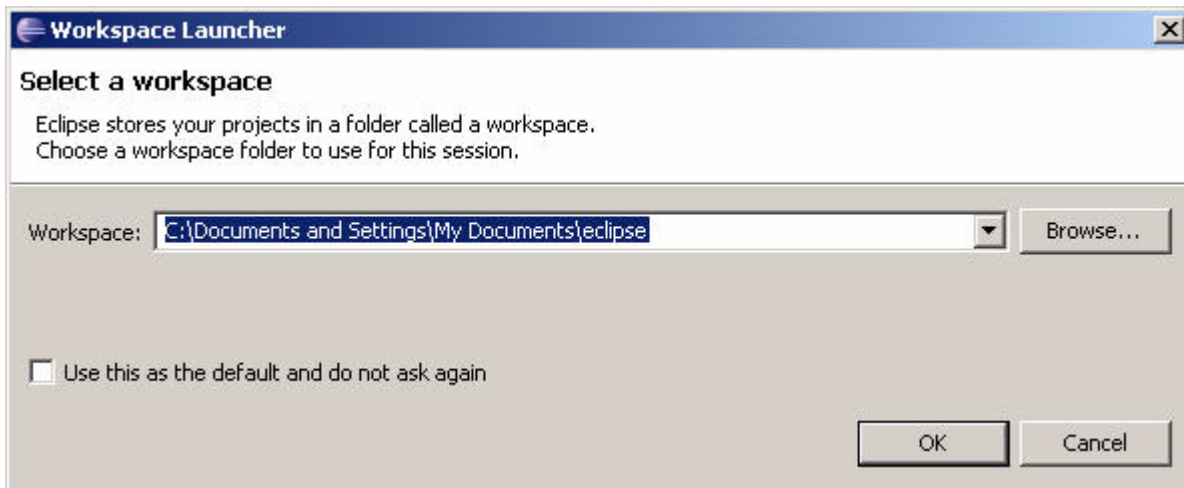 Workspace Launcher
Select a workspace
Eclipse stores your projects in a folder called a workspace.
Choose a workspace folder to use for this session.
Workspace: C:\Documents and Settings\My Documents\eclipse Browse...
Use this as the default and do not ask again
OK Cancel